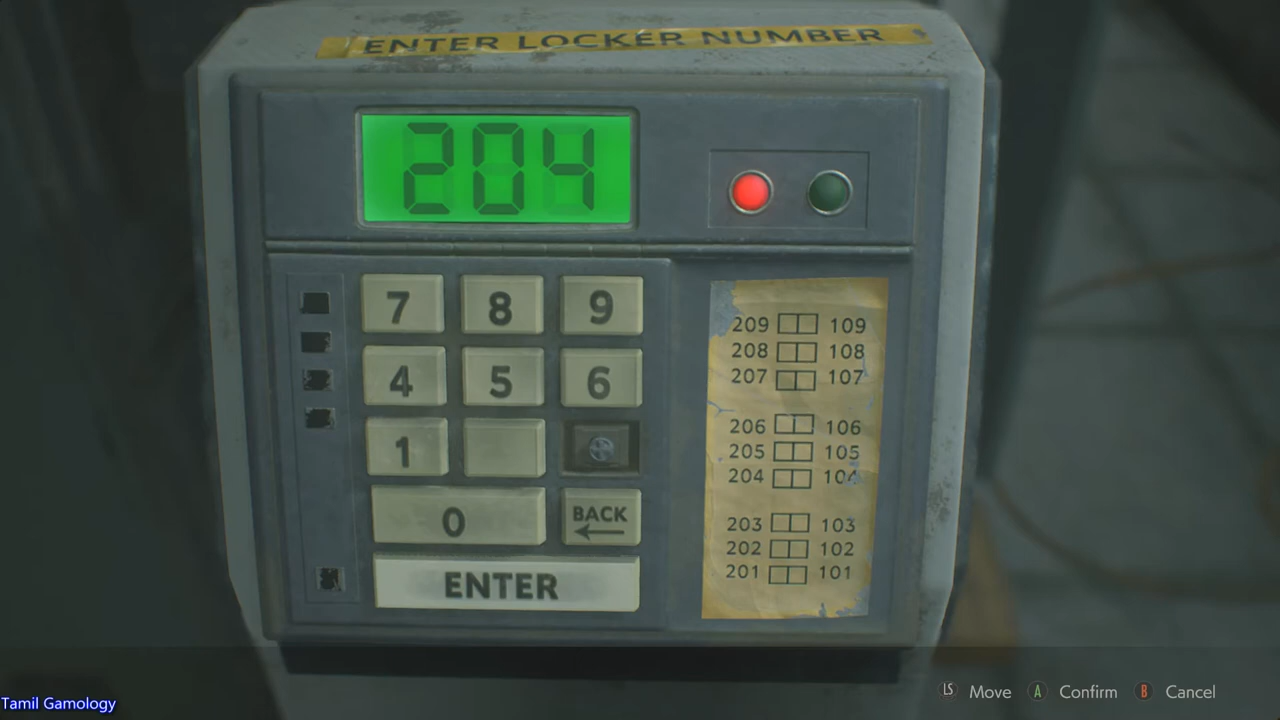 ENTER LOCKER NUMBER
204
7 8 9
4 5 6
1
0 BACK
ENTER
209 109
208 108
207 107
206 106
205 105
204 104
203 103
202 102
201 101
LS Move A Confirm B Cancel
Tamil Gamology